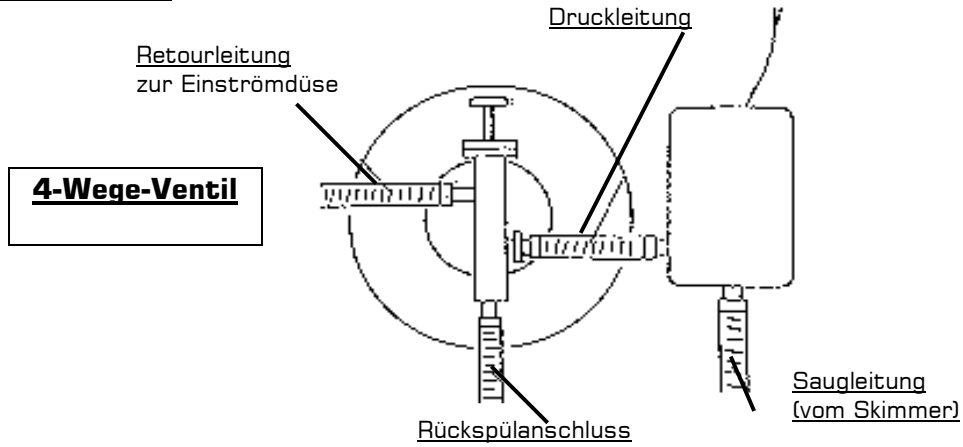 Druckleitung
Retourleitung
zur Einströmdüse
4-Wege-Ventil
Saugleitung
(vom Skimmer)
Rückspülanschluss